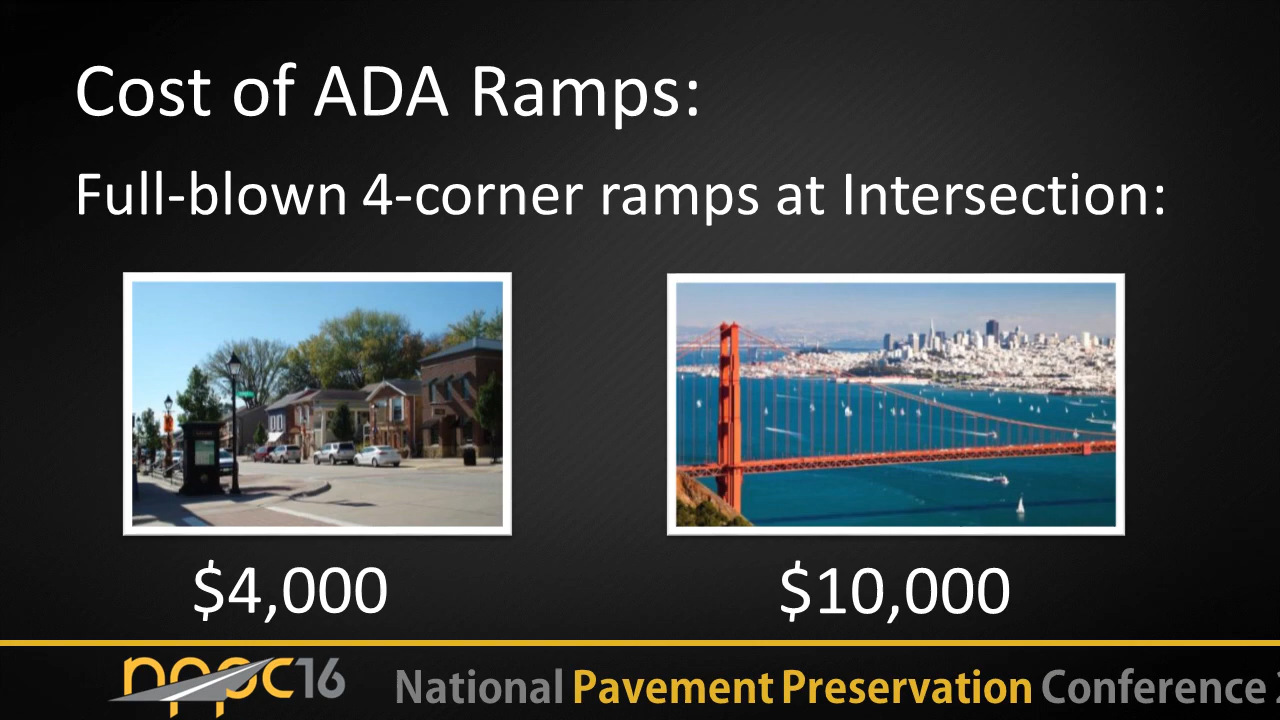 Cost of ADA Ramps:
Full-blown 4-corner ramps at Intersection:
$4,000
$10,000
nppc16
National Pavement Preservation Conference